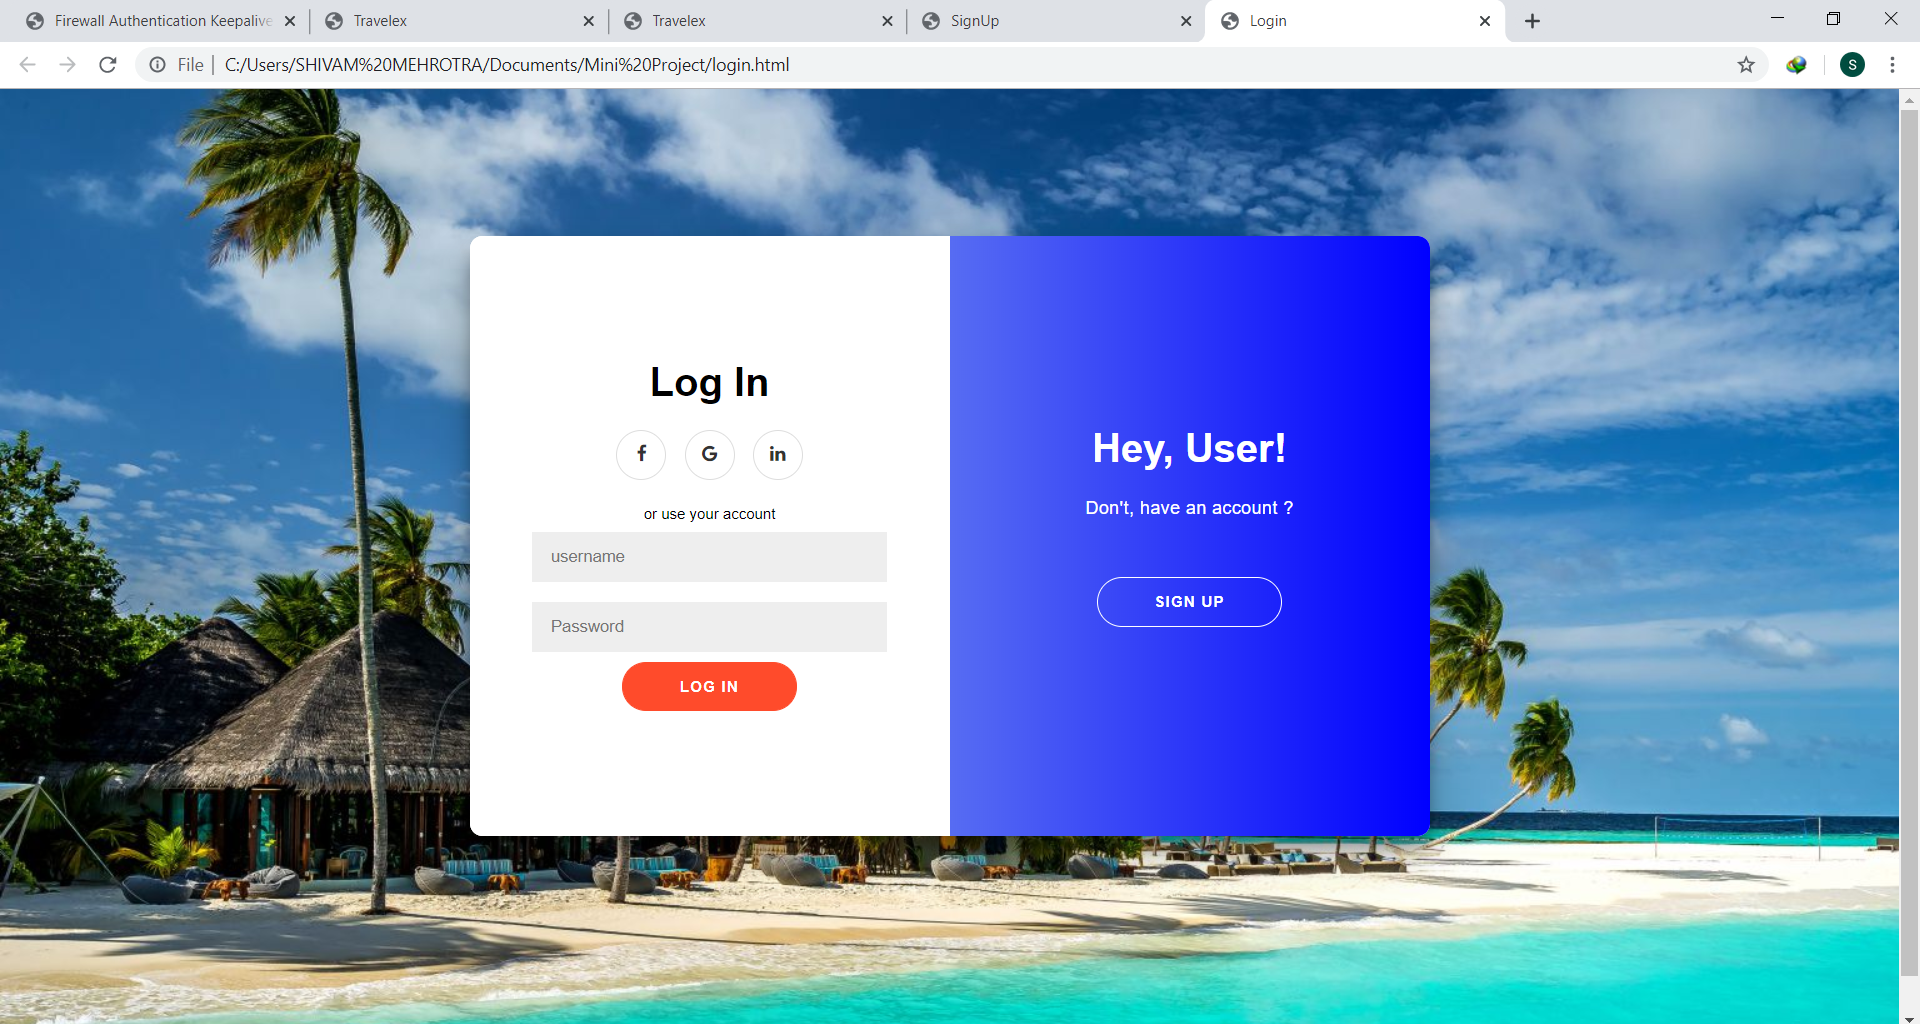 Firewall Authentication Keepalive
Travelex
Travelex
SignUp
Login
File
C:/Users/SHIVAM%20MEHROTRA/Documents/Mini%20Project/login.html
S
Log In
f
G
in
or use your account
username
Password
LOG IN
Hey, User!
Don't, have an account ?
SIGN UP